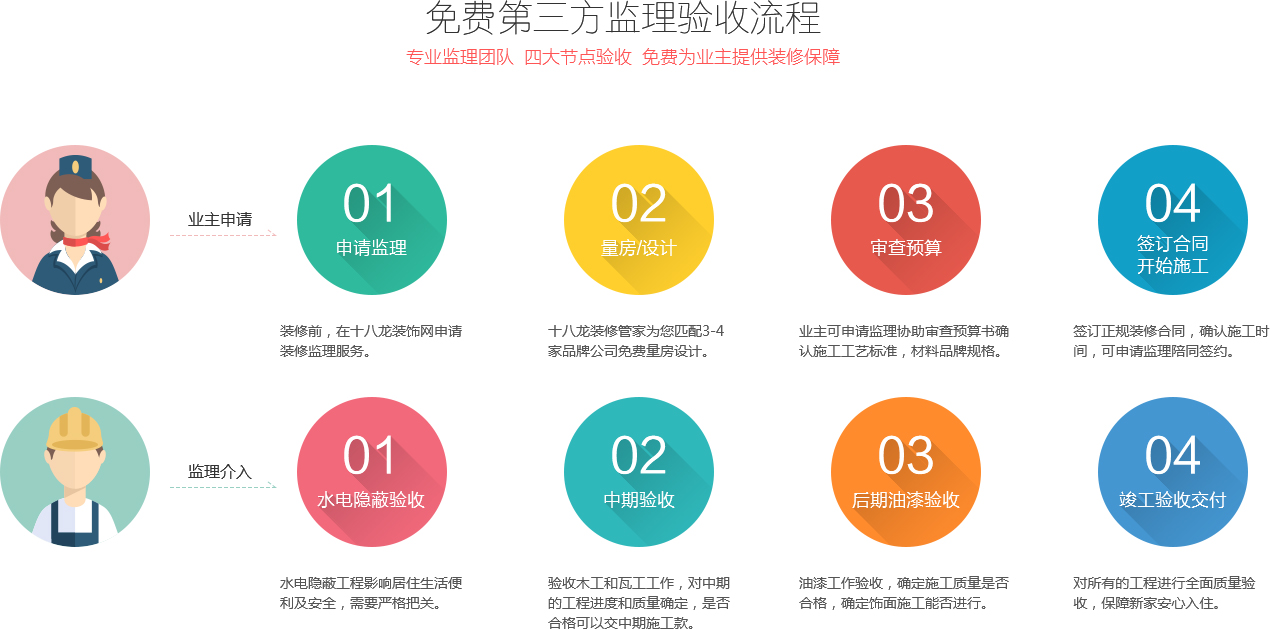 免费第三方监理验收流程
专业监理团队 四大节点验收 免费为业主提供装修保障
业主申请
01
申请监理
02
量房/设计
03
审查预算
04
签订合同
开始施工
装修前，在十八龙装饰网申请
装修监理服务。
十八龙装修管家为您匹配3-4
家品牌公司免费量房设计。
业主可申请监理协助审查预算书确
认施工工艺标准，材料品牌规格。
签订正规装修合同，确认施工时
间，可申请监理陪同签约。
监理介入
01
水电隐蔽验收
02
中期验收
03
后期油漆验收
04
竣工验收交付
水电隐蔽工程影响居住生活便
利及安全，需要严格把关。
验收木工和瓦工工作，对中期
的工程进度和质量确定，是否
合格可以交中期施工款。
油漆工作验收，确定施工质量是否
合格，确定饰面施工能否进行。
对所有的工程进行全面质量验
收，保障新家安心入住。